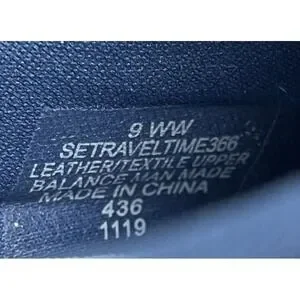 9 WW
SETRAVELTIME366
LEATHER/TEXTILE UPPER
BALANCE MAN MADE
MADE IN CHINA
436
1119